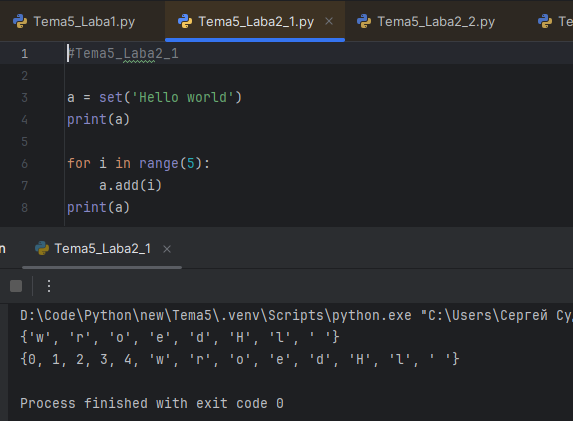 Tema5_Laba1.py Tema5_Laba2_1.py Tema5_Laba2_2.py Te
1 #Tema5_Laba2_1
2
3 a = set('Hello world')
4 print(a)
5
6 for i in range(5):
7     a.add(i)
8 print(a)
n Tema5_Laba2_1
D:\Code\Python\new\Tema5\.venv\Scripts\python.exe "C:\Users\Сергей Су
{'w', 'r', 'o', 'e', 'd', 'H', 'l', ' '}
{0, 1, 2, 3, 4, 'w', 'r', 'o', 'e', 'd', 'H', 'l', ' '}
Process finished with exit code 0